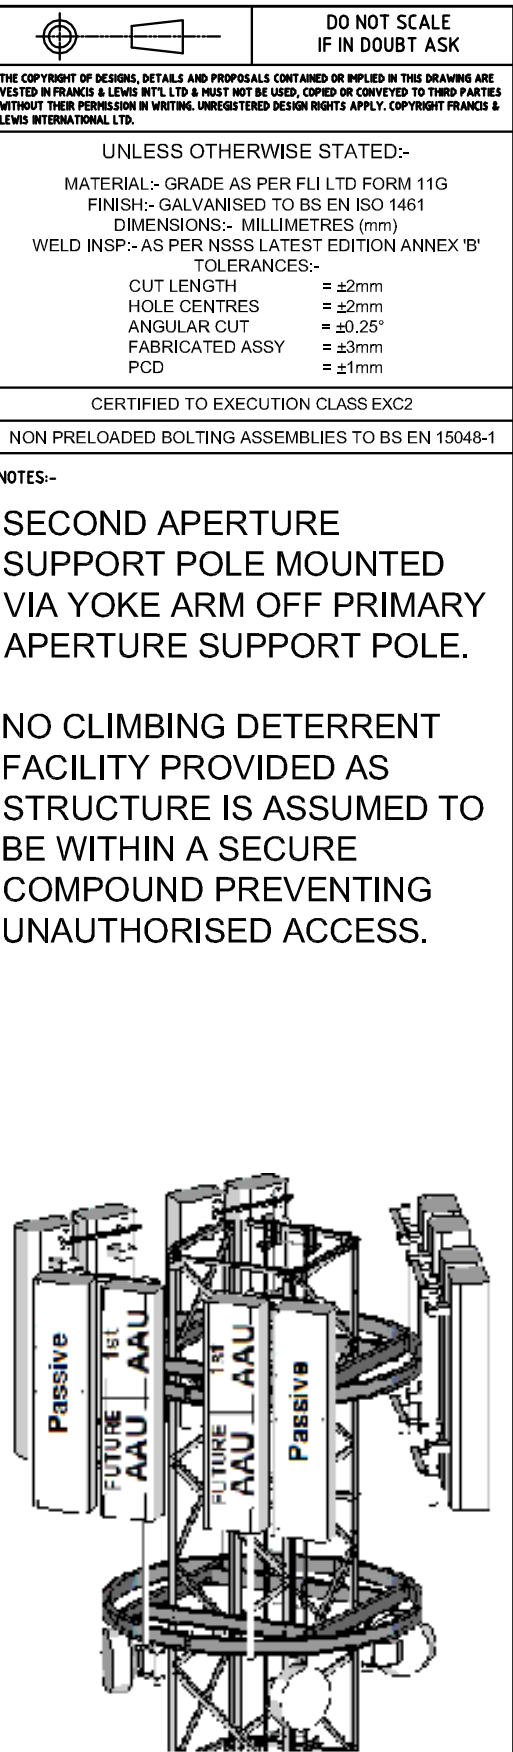 DO NOT SCALE
IF IN DOUBT ASK
THE COPYRIGHT OF DESIGNS, DETAILS AND PROPOSALS CONTAINED OR IMPLIED IN THIS DRAWING ARE
VESTED IN FRANCIS & LEWIS INT'L LTD & MUST NOT BE USED, COPIED OR CONVEYED TO THIRD PARTIES
WITHOUT THEIR PERMISSION IN WRITING. UNREGISTERED DESIGN RIGHTS APPLY. COPYRIGHT FRANCIS &
LEWIS INTERNATIONAL LTD.
UNLESS OTHERWISE STATED:-
MATERIAL:- GRADE AS PER FLI LTD FORM 11G
FINISH:- GALVANISED TO BS EN ISO 1461
DIMENSIONS:- MILLIMETRES (mm)
WELD INSP:- AS PER NSSS LATEST EDITION ANNEX 'B'
TOLERANCES:-
CUT LENGTH = ±2mm
HOLE CENTRES = ±2mm
ANGULAR CUT = ±0.25°
FABRICATED ASSY = ±3mm
PCD = ±1mm
CERTIFIED TO EXECUTION CLASS EXC2
NON PRELOADED BOLTING ASSEMBLIES TO BS EN 15048-1
NOTES:-
SECOND APERTURE
SUPPORT POLE MOUNTED
VIA YOKE ARM OFF PRIMARY
APERTURE SUPPORT POLE.
NO CLIMBING DETERRENT
FACILITY PROVIDED AS
STRUCTURE IS ASSUMED TO
BE WITHIN A SECURE
COMPOUND PREVENTING
UNAUTHORISED ACCESS.
Passive
1st
AAU
FUTURE
AAU
1st
AAU
FUTURE
AAU
Passive